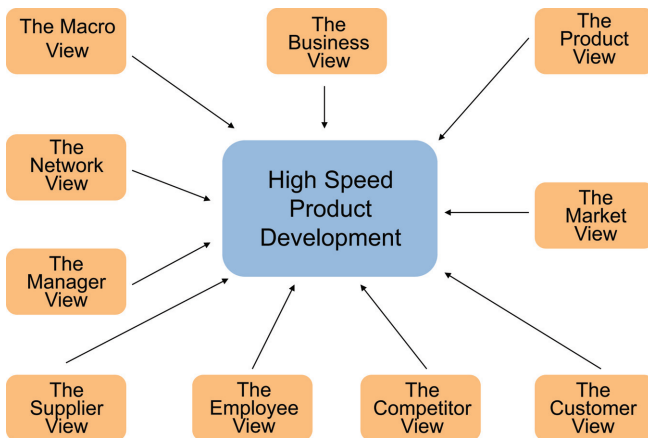 The Macro
View
The
Business
View
The
Product
View
The
Network
View
High Speed
Product
Development
The
Market
View
The
Manager
View
The
Supplier
View
The
Employee
View
The
Competitor
View
The
Customer
View